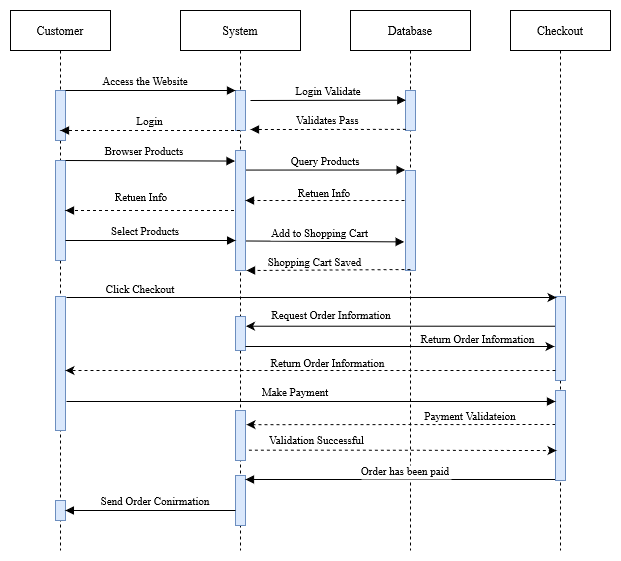 Customer
System
Database
Checkout
Access the Website
Login Validate
Login
Validates Pass
Browser Products
Query Products
Retuen Info
Retuen Info
Select Products
Add to Shopping Cart
Shopping Cart Saved
Click Checkout
Request Order Information
Return Order Information
Return Order Information
Make Payment
Payment Validateion
Validation Successful
Order has been paid
Send Order Conirmation